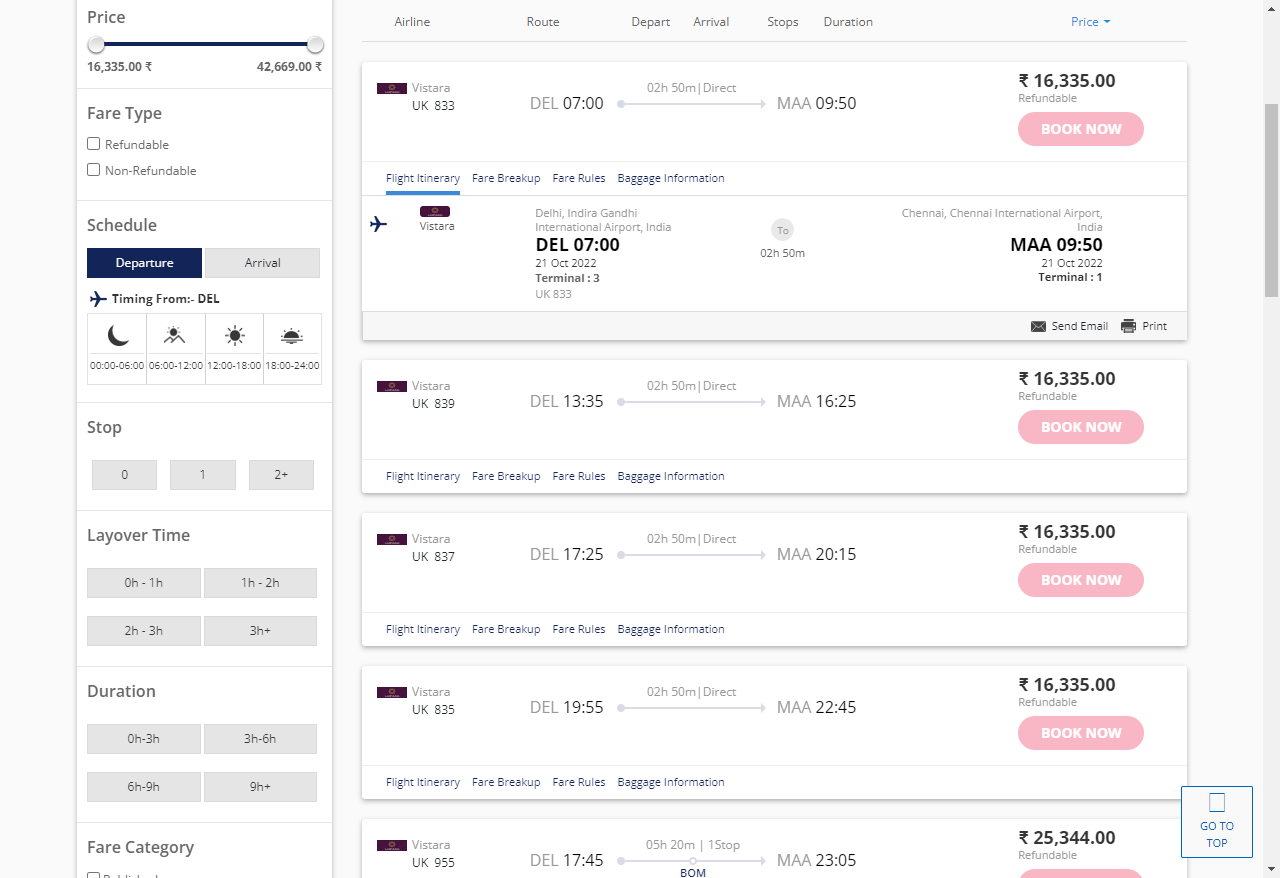 Price
16,335.00 ₹ 42,669.00 ₹
Fare Type
Refundable
Non-Refundable
Schedule
Departure Arrival
Timing From:- DEL
00:00-06:00 06:00-12:00 12:00-18:00 18:00-24:00
Stop
0 1 2+
Layover Time
0h - 1h 1h - 2h
2h - 3h 3h+
Duration
0h-3h 3h-6h
6h-9h 9h+
Fare Category
Airline Route Depart Arrival Stops Duration Price
Vistara
UK 833
DEL 07:00
02h 50m|Direct
MAA 09:50
₹ 16,335.00
Refundable
BOOK NOW
Flight Itinerary Fare Breakup Fare Rules Baggage Information
Vistara
Delhi, Indira Gandhi
International Airport, India
DEL 07:00
21 Oct 2022
Terminal : 3
UK 833
To
02h 50m
Chennai, Chennai International Airport,
India
MAA 09:50
21 Oct 2022
Terminal : 1
Send Email Print
Vistara
UK 839
DEL 13:35
02h 50m|Direct
MAA 16:25
₹ 16,335.00
Refundable
BOOK NOW
Flight Itinerary Fare Breakup Fare Rules Baggage Information
Vistara
UK 837
DEL 17:25
02h 50m|Direct
MAA 20:15
₹ 16,335.00
Refundable
BOOK NOW
Flight Itinerary Fare Breakup Fare Rules Baggage Information
Vistara
UK 835
DEL 19:55
02h 50m|Direct
MAA 22:45
₹ 16,335.00
Refundable
BOOK NOW
Flight Itinerary Fare Breakup Fare Rules Baggage Information
Vistara
UK 955
DEL 17:45
05h 20m | 1Stop
BOM
MAA 23:05
₹ 25,344.00
Refundable
GO TO
TOP